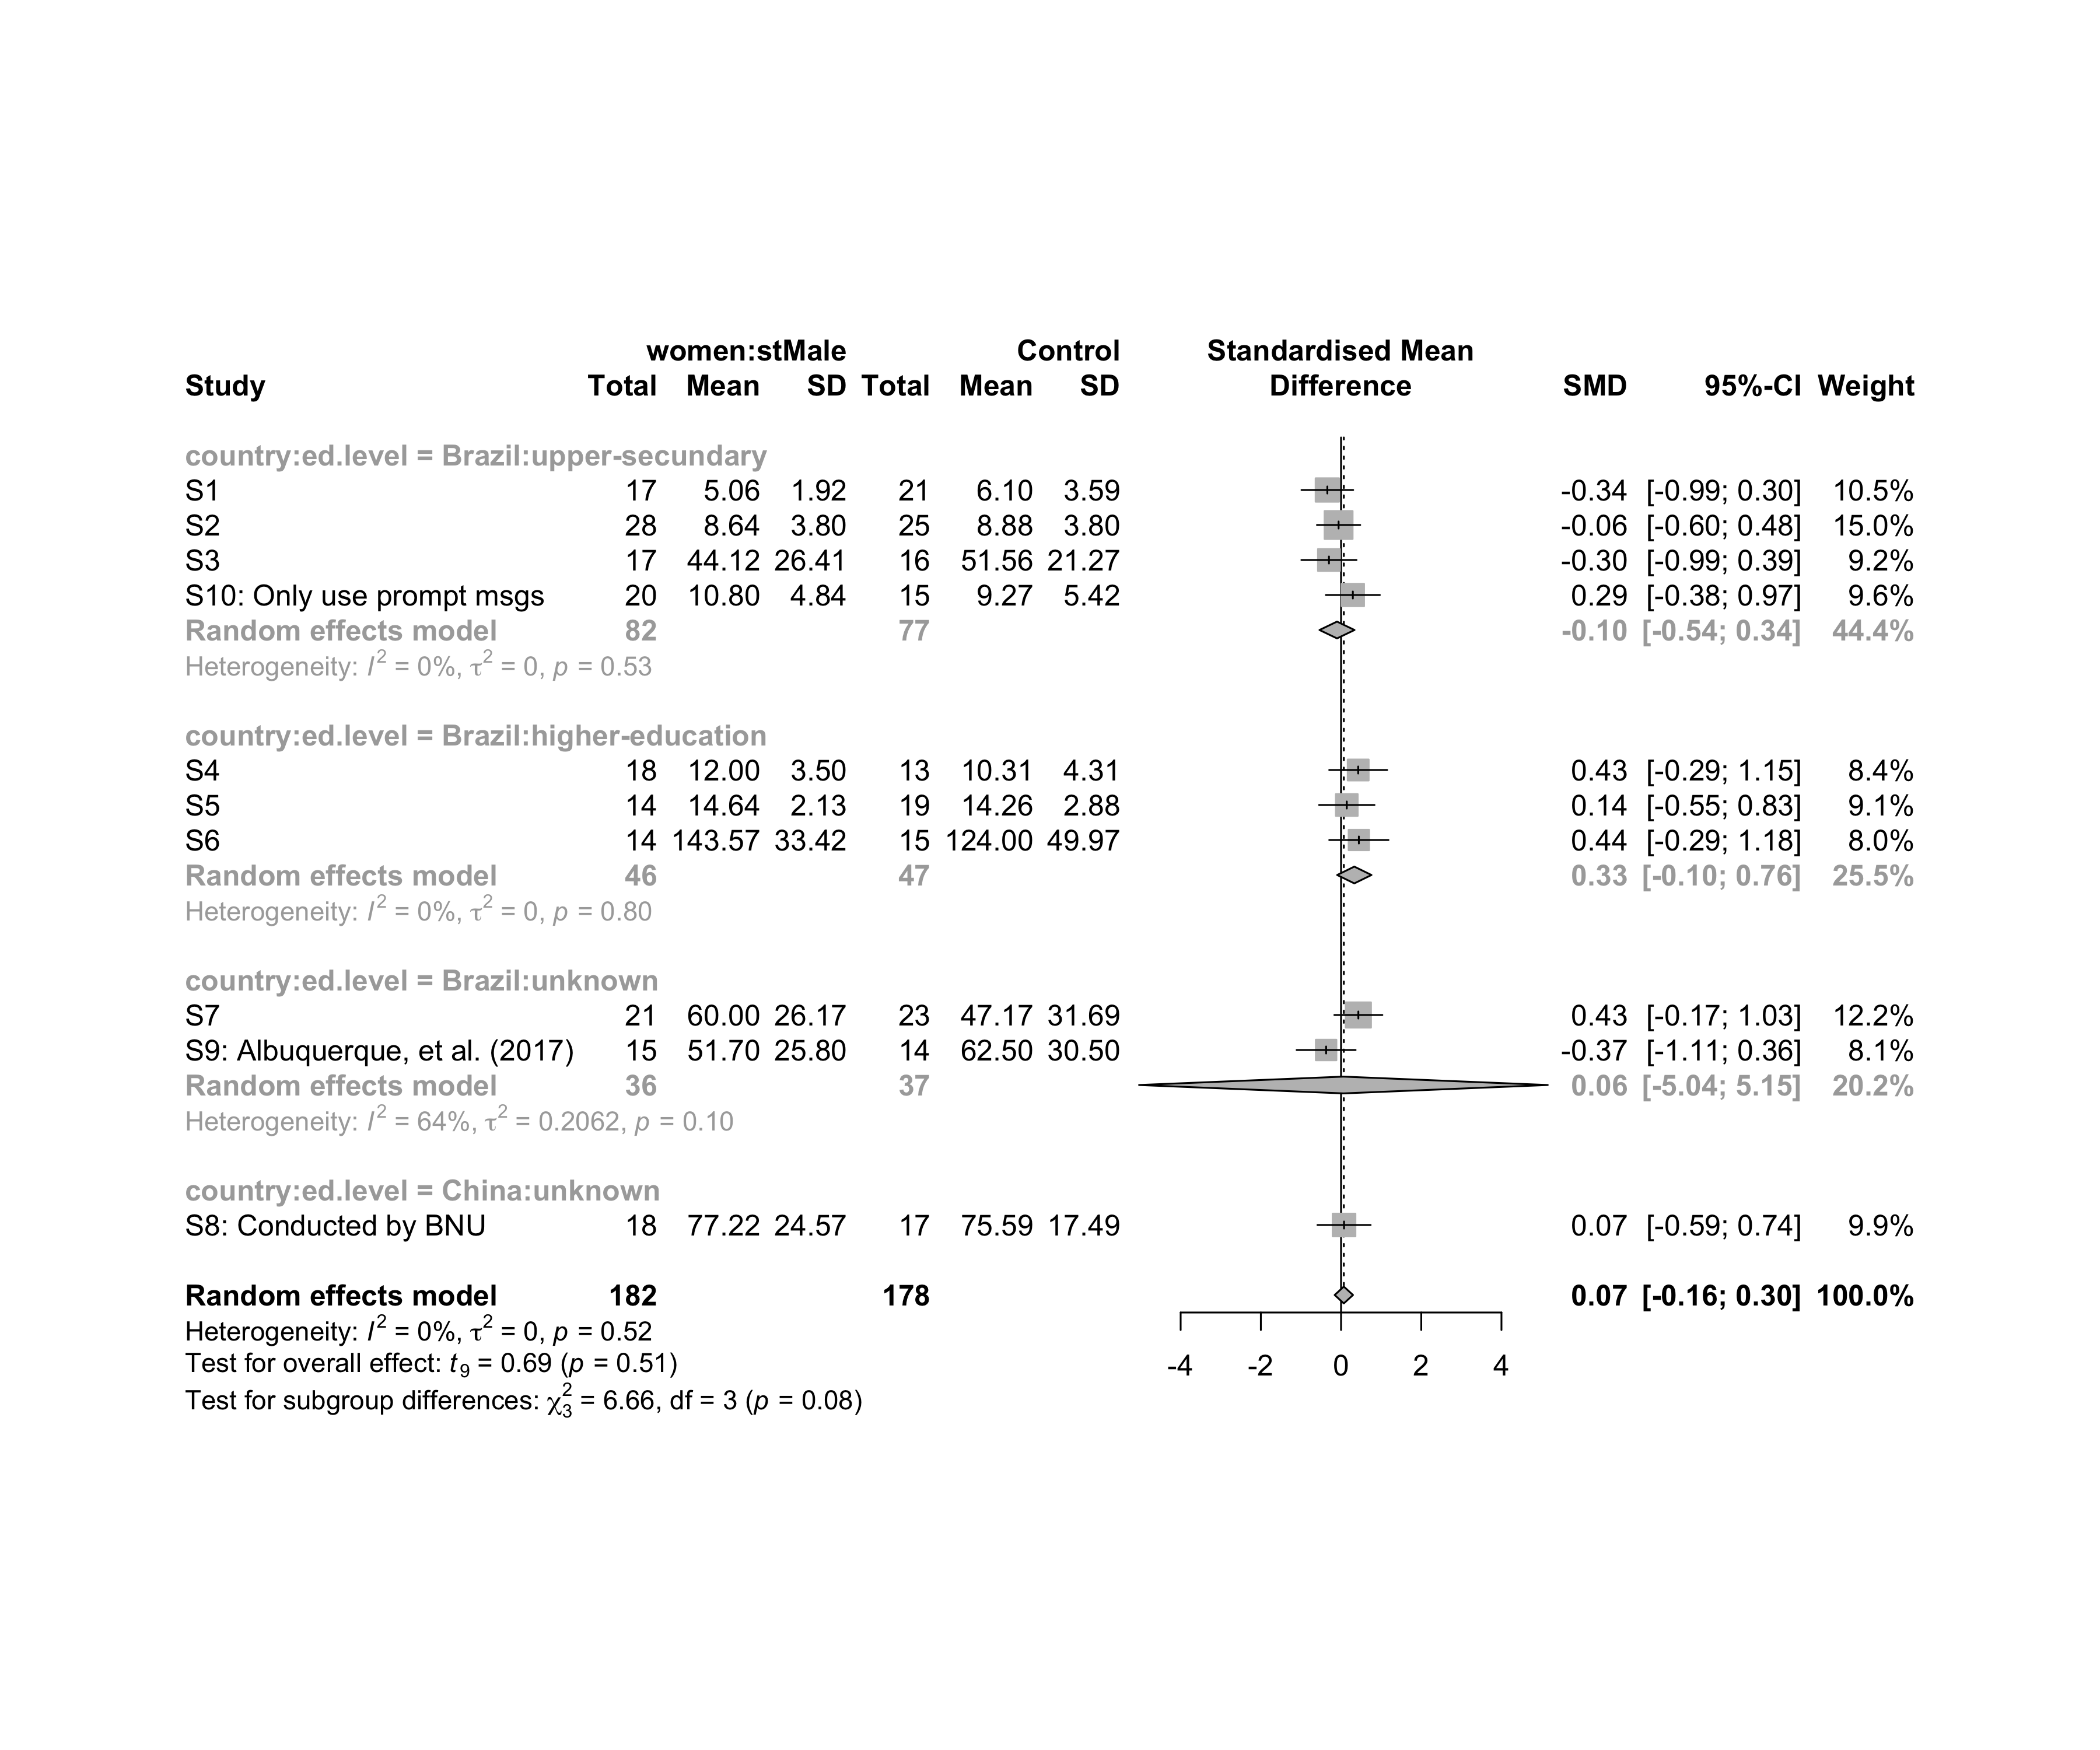 women:stMale Control Standardised Mean
Study Total Mean SD Total Mean SD Difference SMD 95%-CI Weight
country:ed.level = Brazil:upper-secundary
S1 17 5.06 1.92 21 6.10 3.59 -0.34 [-0.99; 0.30] 10.5%
S2 28 8.64 3.80 25 8.88 3.80 -0.06 [-0.60; 0.48] 15.0%
S3 17 44.12 26.41 16 51.56 21.27 -0.30 [-0.99; 0.39] 9.2%
S10: Only use prompt msgs 20 10.80 4.84 15 9.27 5.42 0.29 [-0.38; 0.97] 9.6%
Random effects model 82 77 -0.10 [-0.54; 0.34] 44.4%
Heterogeneity: I² = 0%, τ² = 0, p = 0.53
country:ed.level = Brazil:higher-education
S4 18 12.00 3.50 13 10.31 4.31 0.43 [-0.29; 1.15] 8.4%
S5 14 14.64 2.13 19 14.26 2.88 0.14 [-0.55; 0.83] 9.1%
S6 14 143.57 33.42 15 124.00 49.97 0.44 [-0.29; 1.18] 8.0%
Random effects model 46 47 0.33 [-0.10; 0.76] 25.5%
Heterogeneity: I² = 0%, τ² = 0, p = 0.80
country:ed.level = Brazil:unknown
S7 21 60.00 26.17 23 47.17 31.69 0.43 [-0.17; 1.03] 12.2%
S9: Albuquerque, et al. (2017) 15 51.70 25.80 14 62.50 30.50 -0.37 [-1.11; 0.36] 8.1%
Random effects model 36 37 0.06 [-5.04; 5.15] 20.2%
Heterogeneity: I² = 64%, τ² = 0.2062, p = 0.10
country:ed.level = China:unknown
S8: Conducted by BNU 18 77.22 24.57 17 75.59 17.49 0.07 [-0.59; 0.74] 9.9%
Random effects model 182 178 0.07 [-0.16; 0.30] 100.0%
Heterogeneity: I² = 0%, τ² = 0, p = 0.52
Test for overall effect: t₉ = 0.69 (p = 0.51)
-4 -2 0 2 4
Test for subgroup differences: χ²₃ = 6.66, df = 3 (p = 0.08)